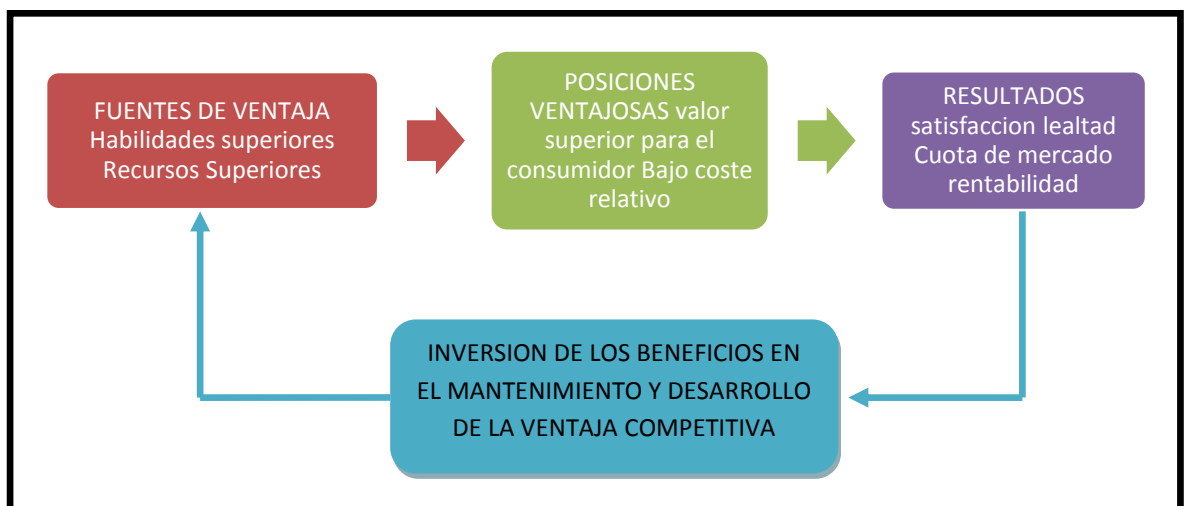 FUENTES DE VENTAJA
Habilidades superiores
Recursos Superiores
POSICIONES
VENTAJOSAS valor
superior para el
consumidor Bajo coste
relativo
RESULTADOS
satisfaccion lealtad
Cuota de mercado
rentabilidad
INVERSION DE LOS BENEFICIOS EN
EL MANTENIMIENTO Y DESARROLLO
DE LA VENTAJA COMPETITIVA